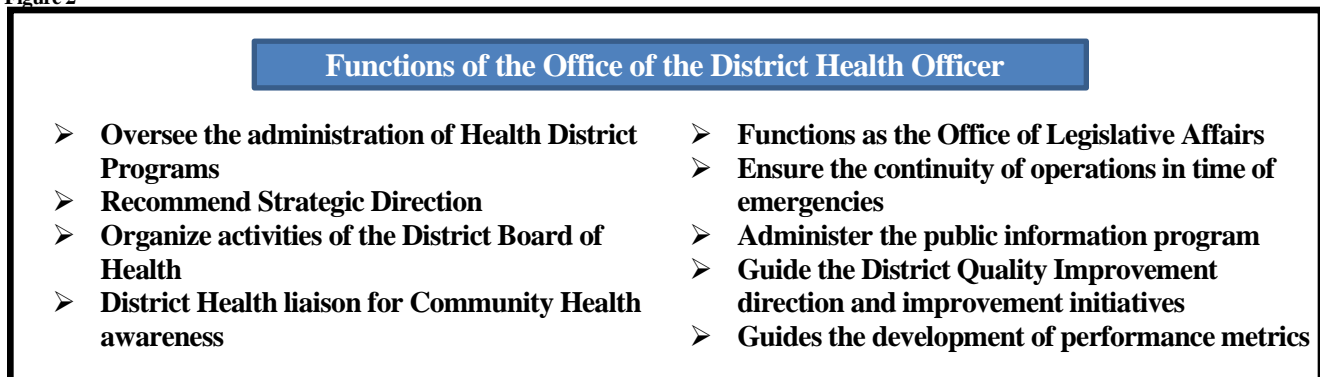 Figure 2
Functions of the Office of the District Health Officer
➢ Oversee the administration of Health District
Programs
➢ Recommend Strategic Direction
➢ Organize activities of the District Board of
Health
➢ District Health liaison for Community Health
awareness
➢ Functions as the Office of Legislative Affairs
➢ Ensure the continuity of operations in time of
emergencies
➢ Administer the public information program
➢ Guide the District Quality Improvement
direction and improvement initiatives
➢ Guides the development of performance metrics